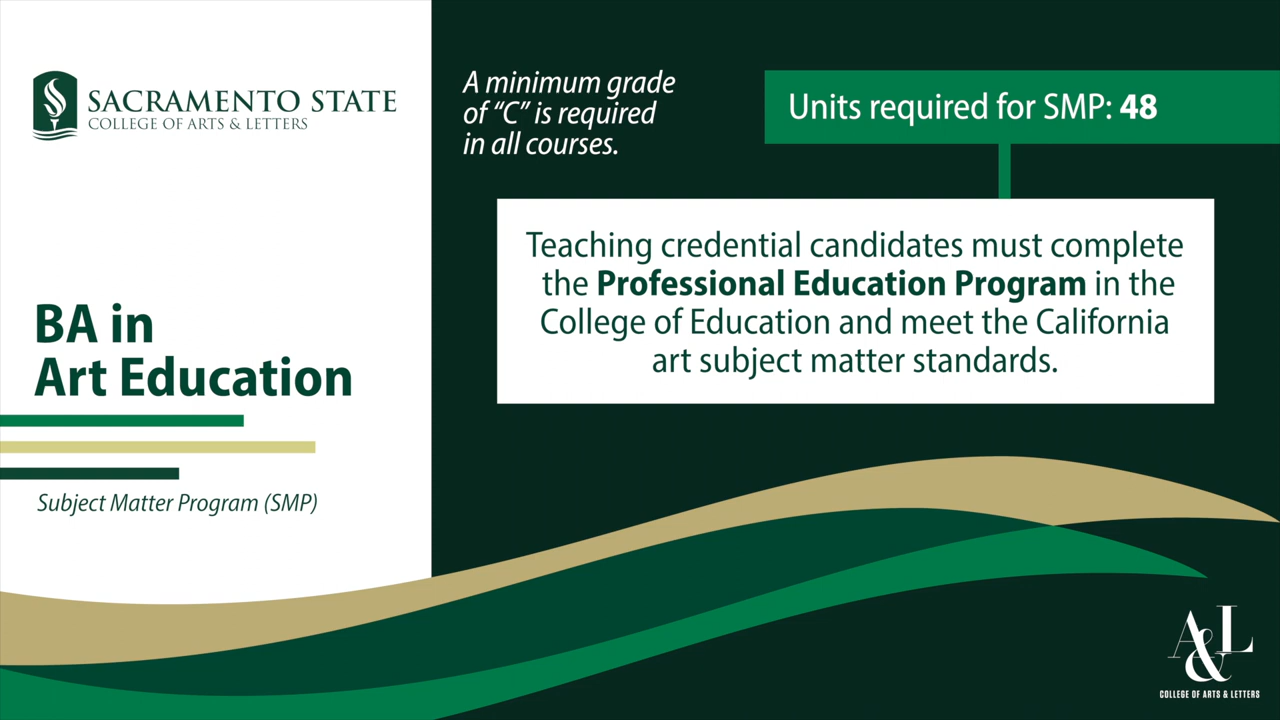 SACRAMENTO STATE
COLLEGE OF ARTS & LETTERS
BA in
Art Education
Subject Matter Program (SMP)
A minimum grade
of “C” is required
in all courses.
Units required for SMP: 48
Teaching credential candidates must complete
the Professional Education Program in the
College of Education and meet the California
art subject matter standards.
A&L
COLLEGE OF ARTS & LETTERS